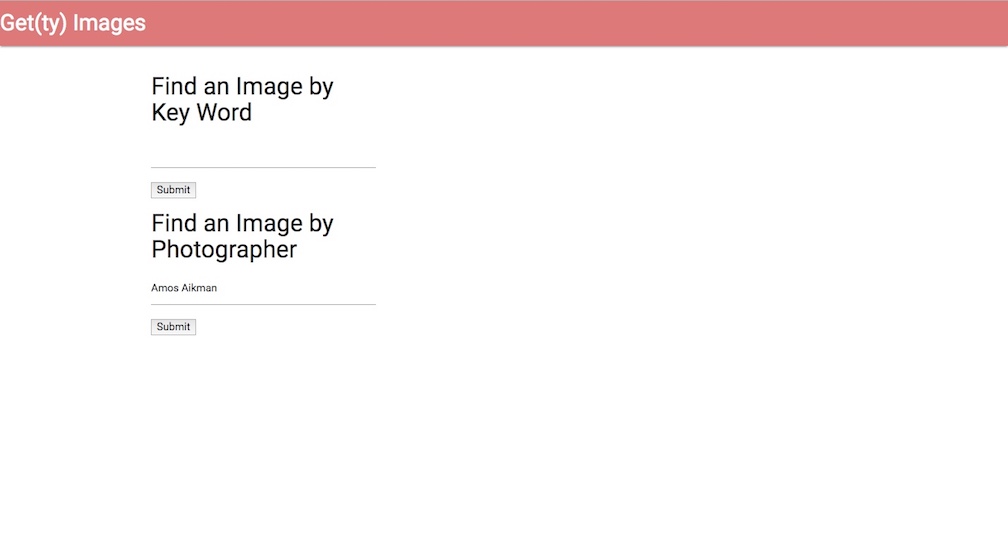 Get(ty) Images
Find an Image by
Key Word
Submit
Find an Image by
Photographer
Amos Aikman
Submit